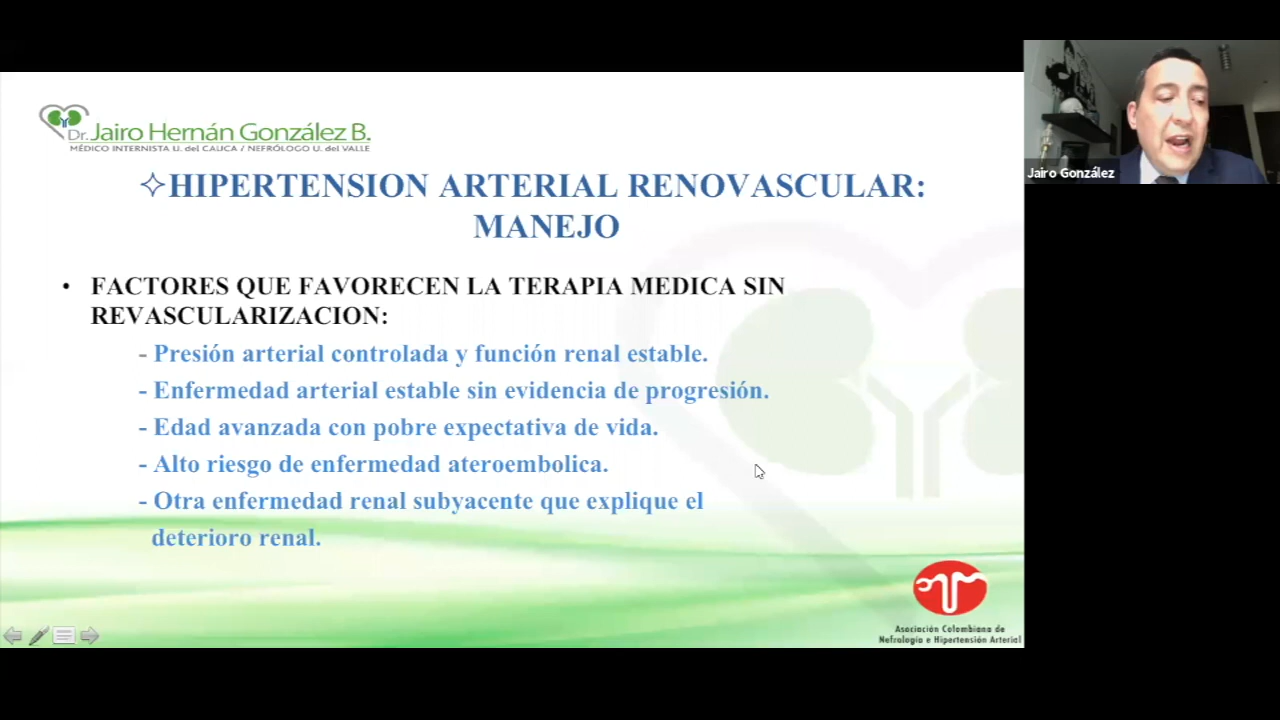 Dr. Jairo Hernán González B.
MÉDICO INTERNISTA U. del CAUCA / NEFRÓLOGO U. del VALLE
✧HIPERTENSION ARTERIAL RENOVASCULAR:
MANEJO
• FACTORES QUE FAVORECEN LA TERAPIA MEDICA SIN
REVASCULARIZACION:
- Presión arterial controlada y función renal estable.
- Enfermedad arterial estable sin evidencia de progresión.
- Edad avanzada con pobre expectativa de vida.
- Alto riesgo de enfermedad ateroembolica.
- Otra enfermedad renal subyacente que explique el
deterioro renal.
Asociación Colombiana de
Nefrología e Hipertensión Arterial
Jairo González